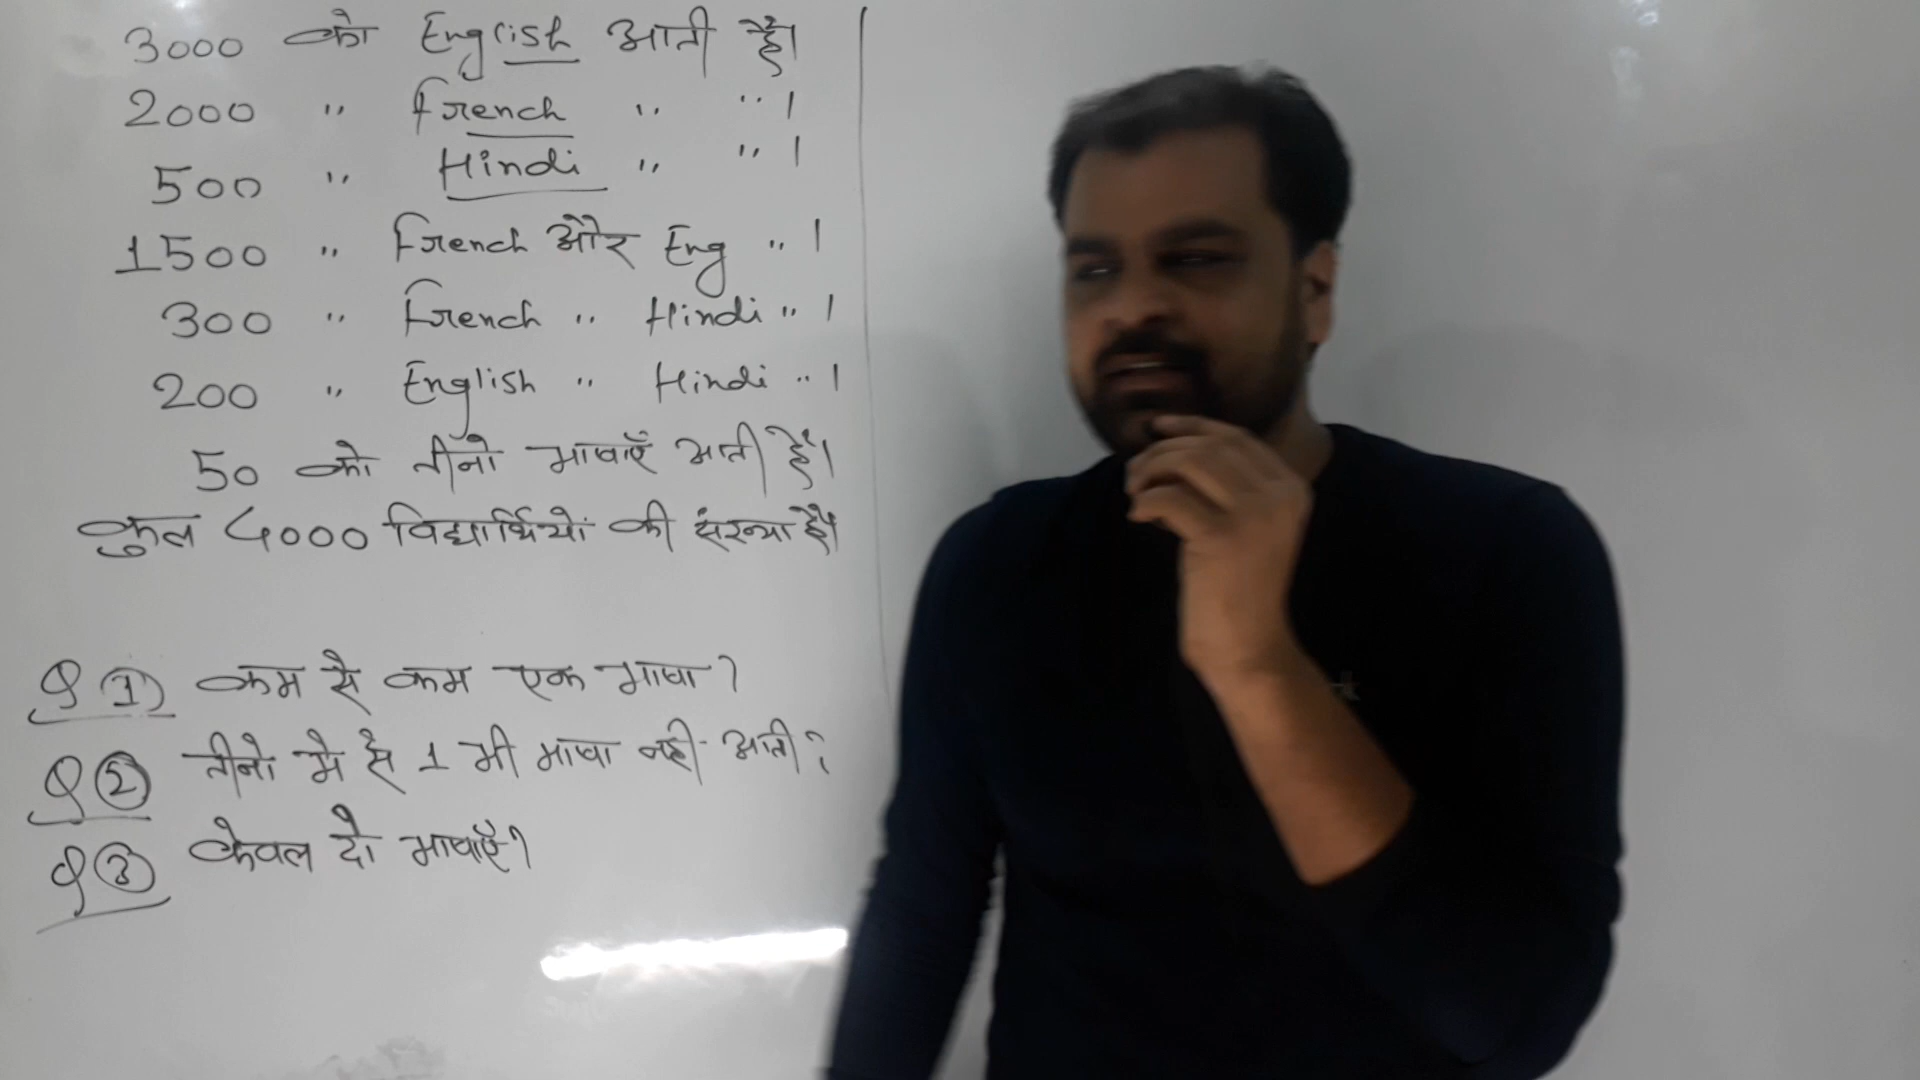 3000 को English आती है।
2000 " French " " ।
500 " Hindi " " ।
1500 " French और Eng " ।
300 " French " Hindi " ।
200 " English " Hindi " ।
50 को तीनो भाषाएँ आती हैं।
कुल 4000 विद्यार्थियों की संख्या है।
Q 1) कम से कम एक भाषा?
Q 2 तीनो में से 1 भी भाषा नही आती?
Q 3 केवल दो भाषाएँ?